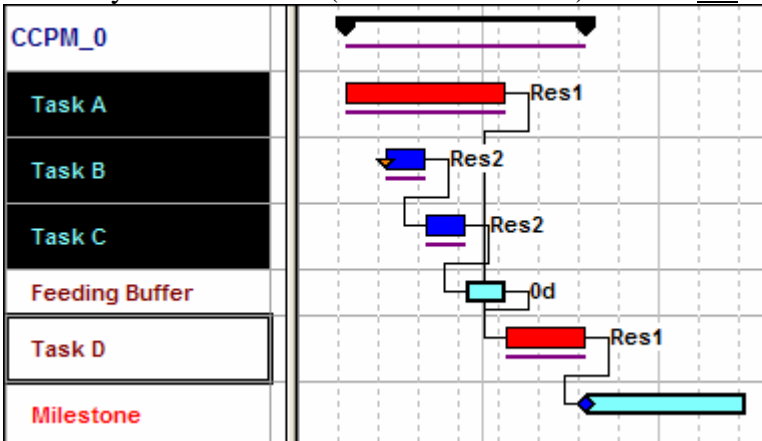 CCPM_0
Task A
Res1
Task B
Res2
Task C
Res2
Feeding Buffer
0d
Task D
Res1
Milestone